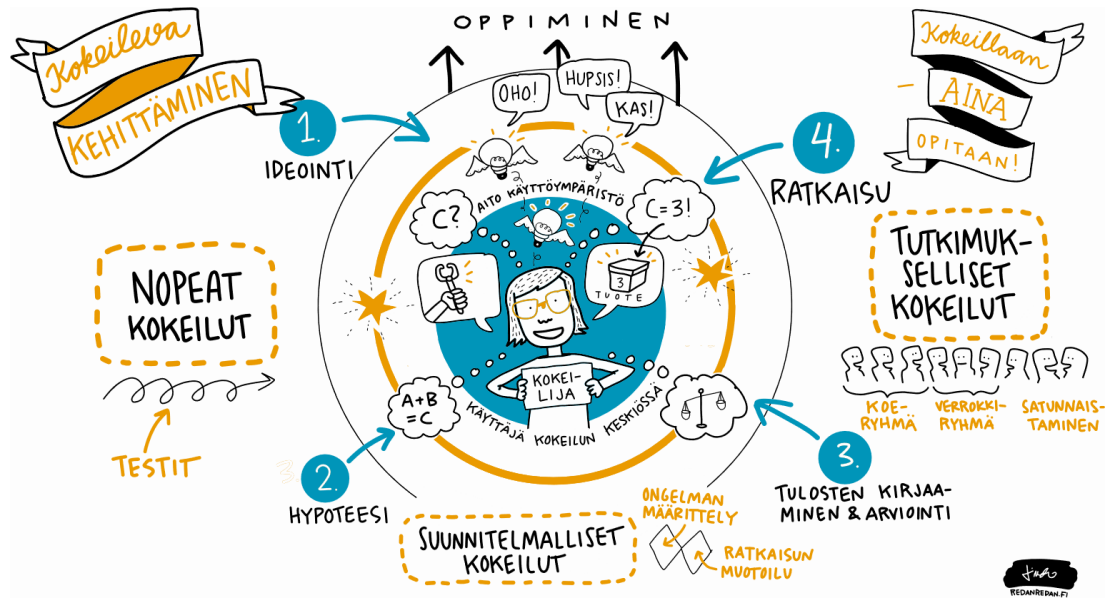 Kokeileva
KEHITTÄMINEN
OPPIMINEN
Kokeillaan
AINA
OPITAAN!
OHO!
HUPSIS!
KAS!
1.
IDEOINTI
4.
RATKAISU
AITO KÄYTTÖYMPÄRISTÖ
C?
C=3!
3
TUOTE
NOPEAT
KOKEILUT
TESTIT
TUTKIMUK-
SELLISET
KOKEILUT
KOE-
RYHMÄ
VERROKKI-
RYHMÄ
SATUNNAIS-
TAMINEN
KOKEI-
LIJA
A+B
=C
KÄYTTÄJÄ KOKEILUN KESKIÖSSÄ
2.
HYPOTEESI
3.
TULOSTEN KIRJAA-
MINEN & ARVIOINTI
SUUNNITELMALLISET
KOKEILUT
ONGELMAN
MÄÄRITTELY
RATKAISUN
MUOTOILU
REDANREDAN.FI